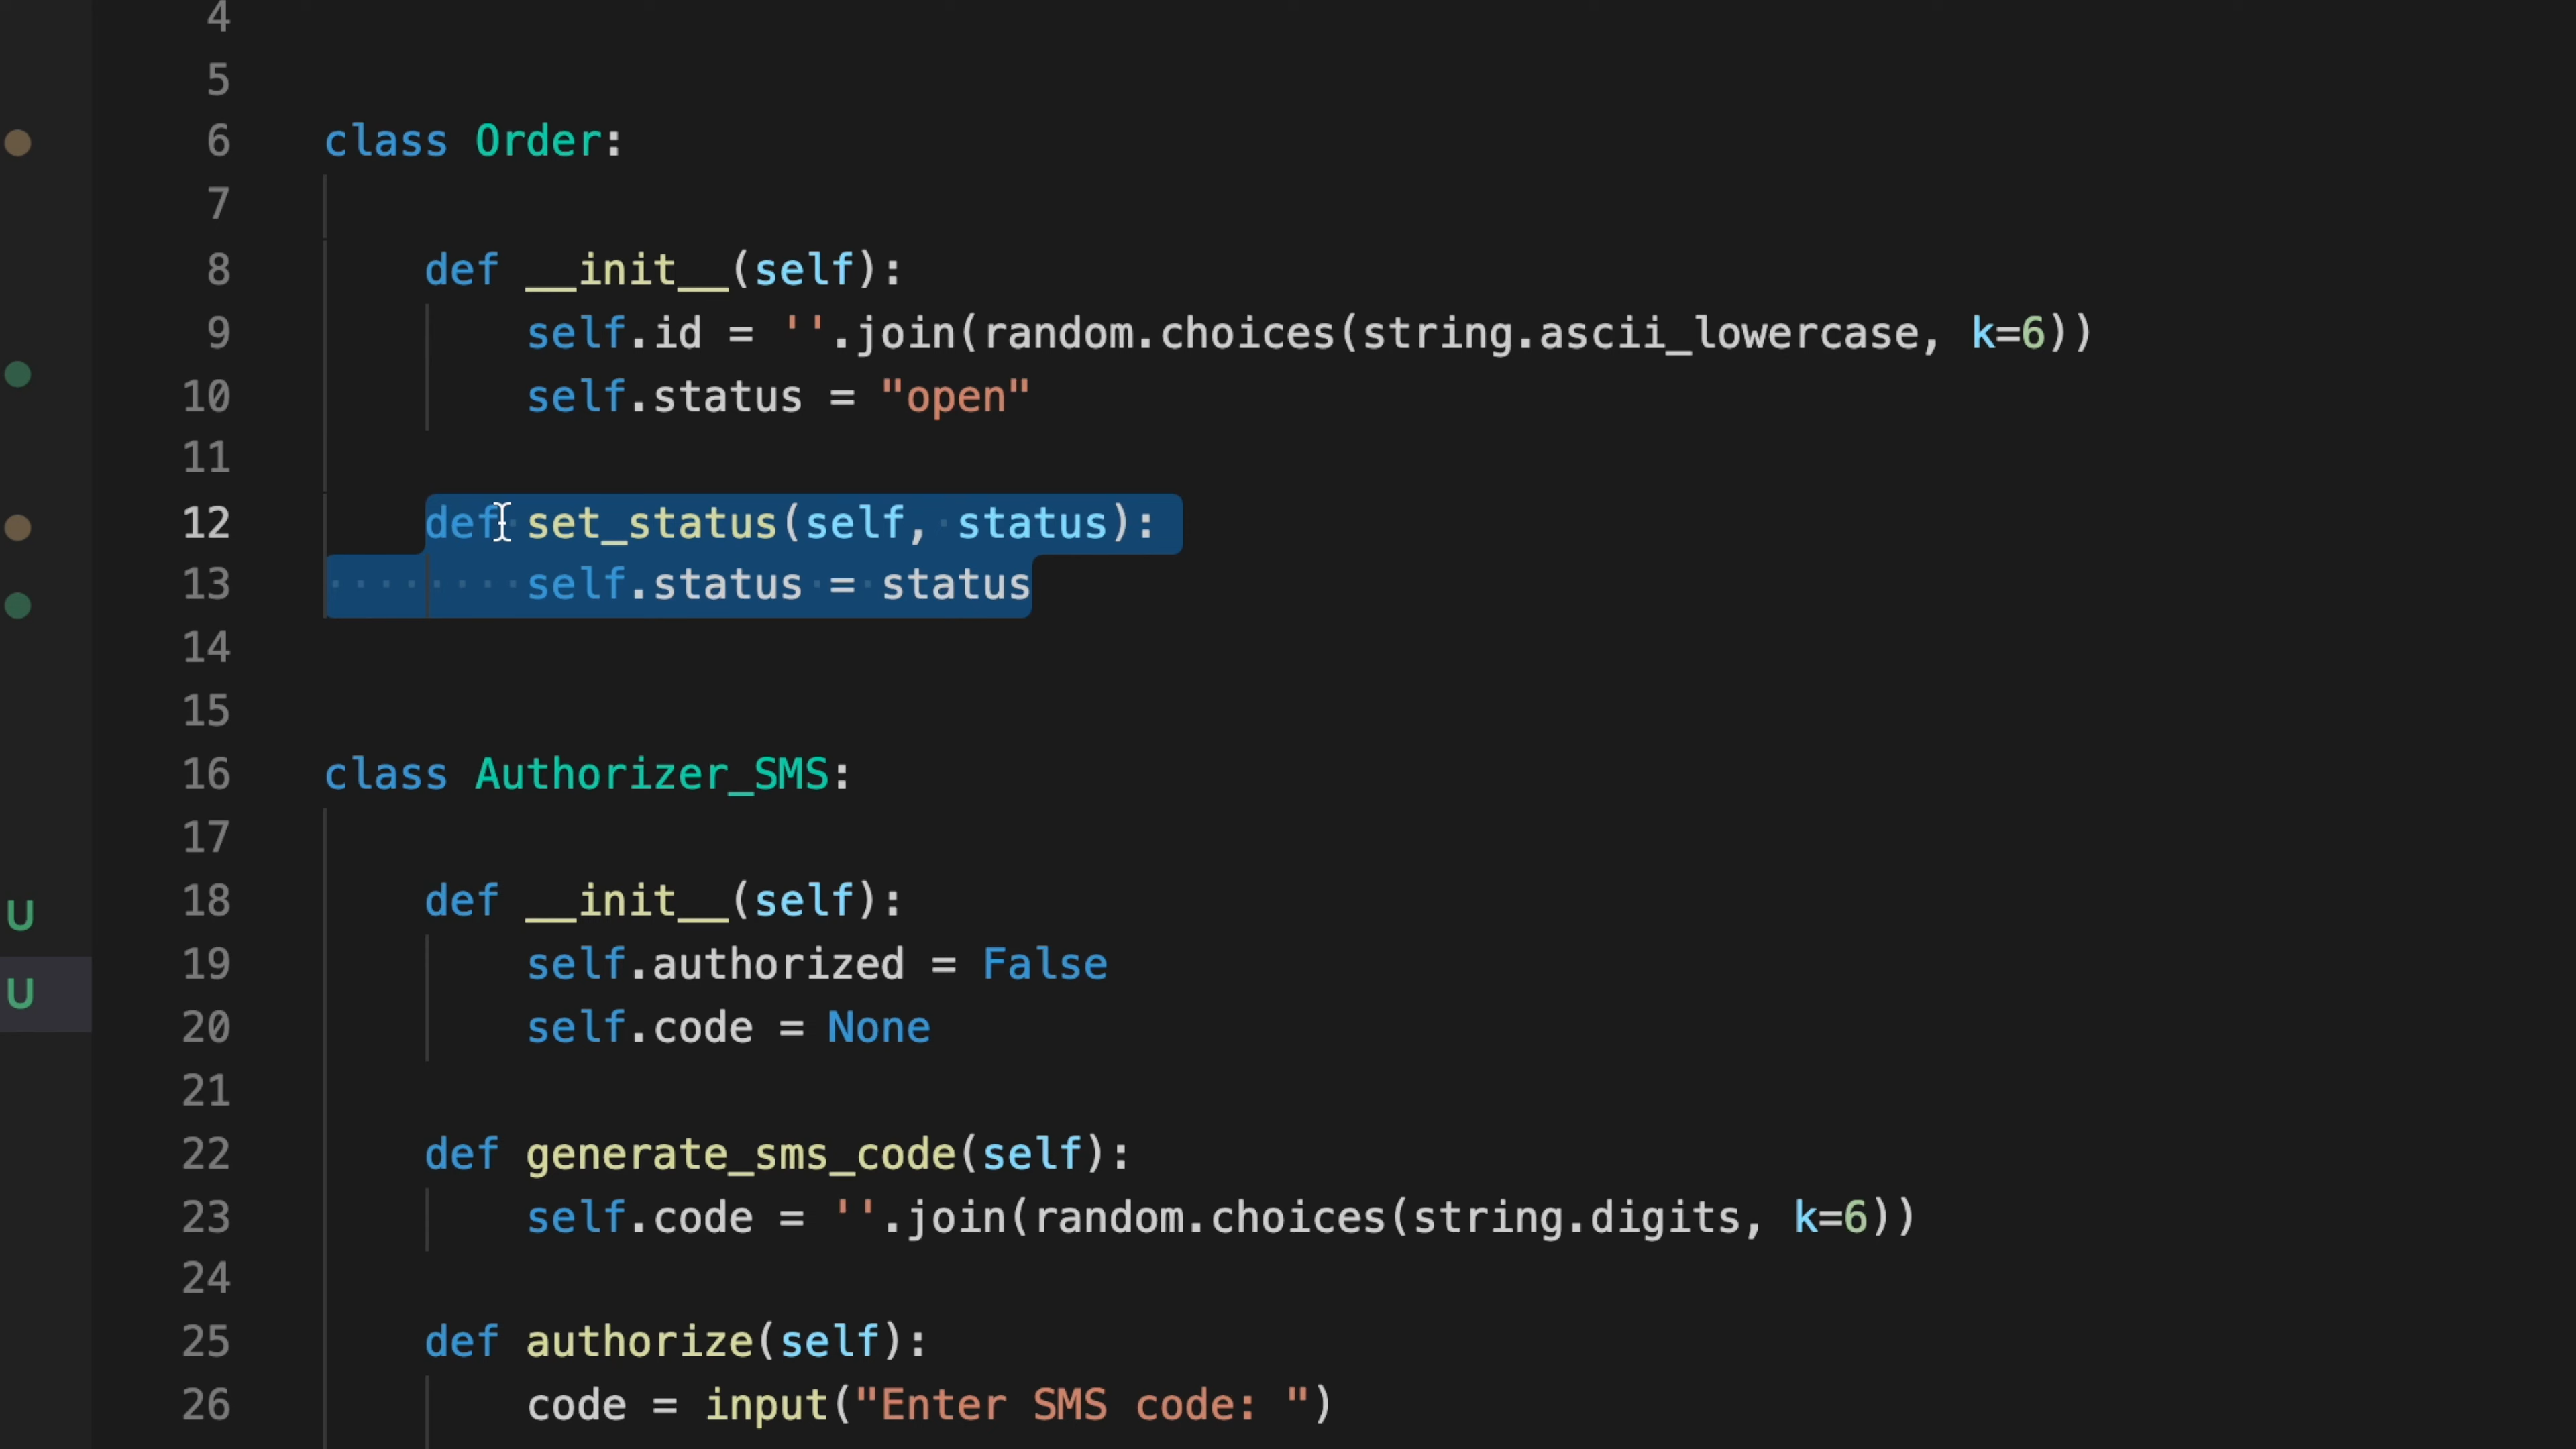 4
5
6 class Order:
7
8 def __init__(self):
9 self.id = ''.join(random.choices(string.ascii_lowercase, k=6))
10 self.status = "open"
11
12 def set_status(self, status):
13 self.status = status
14
15
16 class Authorizer_SMS:
17
18 def __init__(self):
19 self.authorized = False
20 self.code = None
21
U
22 def generate_sms_code(self):
U
23 self.code = ''.join(random.choices(string.digits, k=6))
24
25 def authorize(self):
26 code = input("Enter SMS code: ")